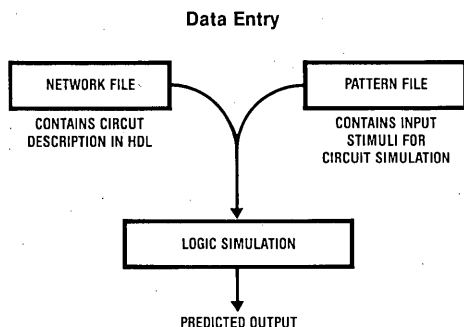 Data Entry
NETWORK FILE
CONTAINS CIRCUT
DESCRIPTION IN HDL
PATTERN FILE
CONTAINS INPUT
STIMULI FOR
CIRCUIT SIMULATION
LOGIC SIMULATION
PREDICTED OUTPUT